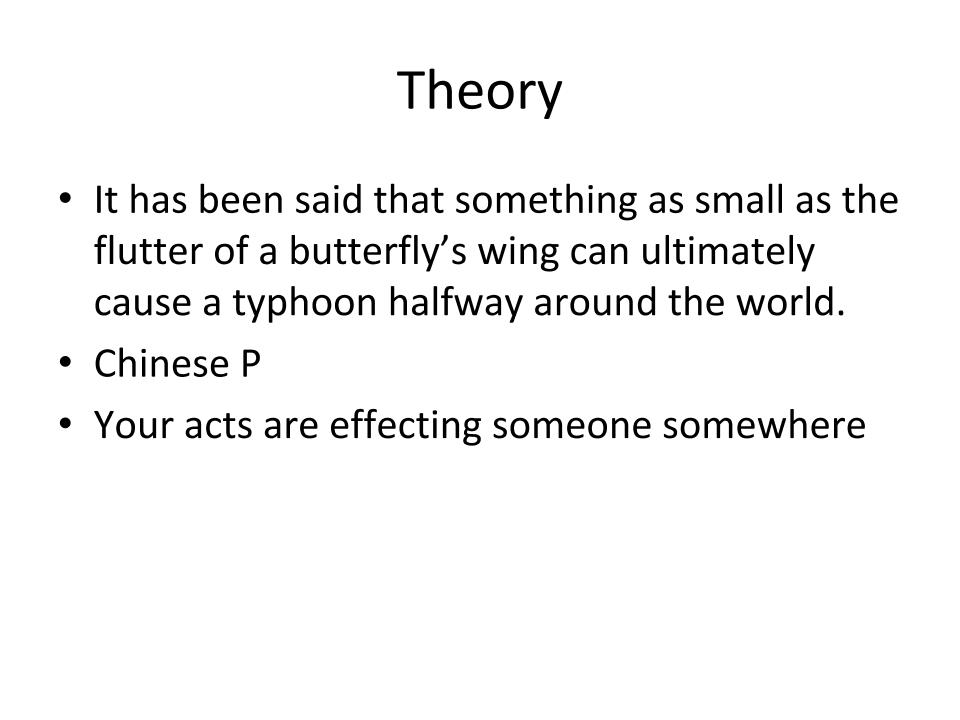 Theory
• It has been said that something as small as the
flutter of a butterfly’s wing can ultimately
cause a typhoon halfway around the world.
• Chinese P
• Your acts are effecting someone somewhere